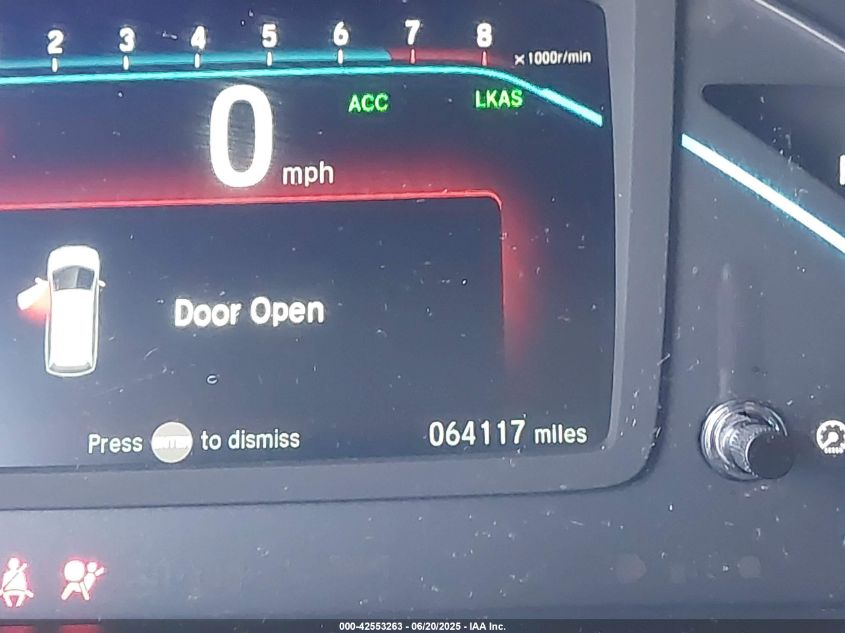 2 3 4 5 6 7 8 ×1000r/min
ACC LKAS
0 mph
Door Open
Press ENTER to dismiss
064117 miles
000-42553263 - 06/20/2025 - IAA Inc.